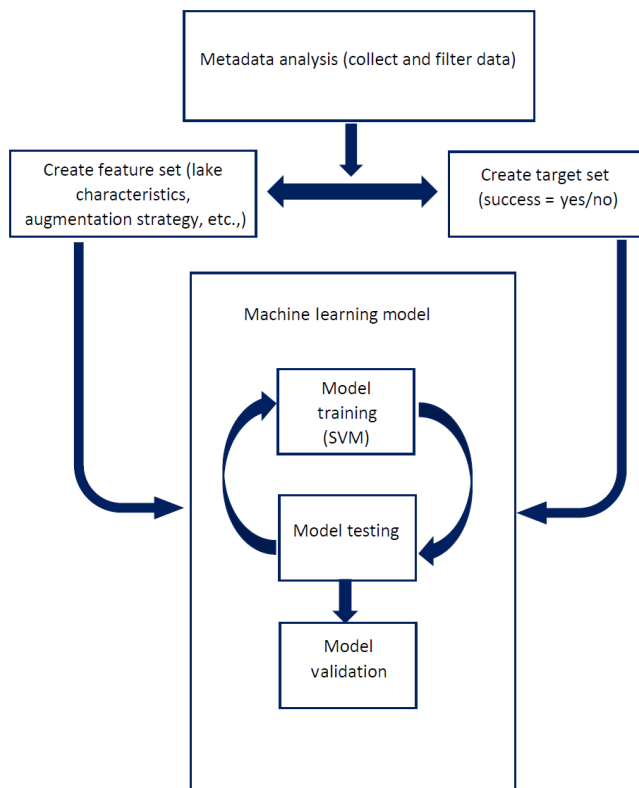 Metadata analysis (collect and filter data)
Create feature set (lake
characteristics,
augmentation strategy, etc.,)
Create target set
(success = yes/no)
Machine learning model
Model
training
(SVM)
Model testing
Model
validation